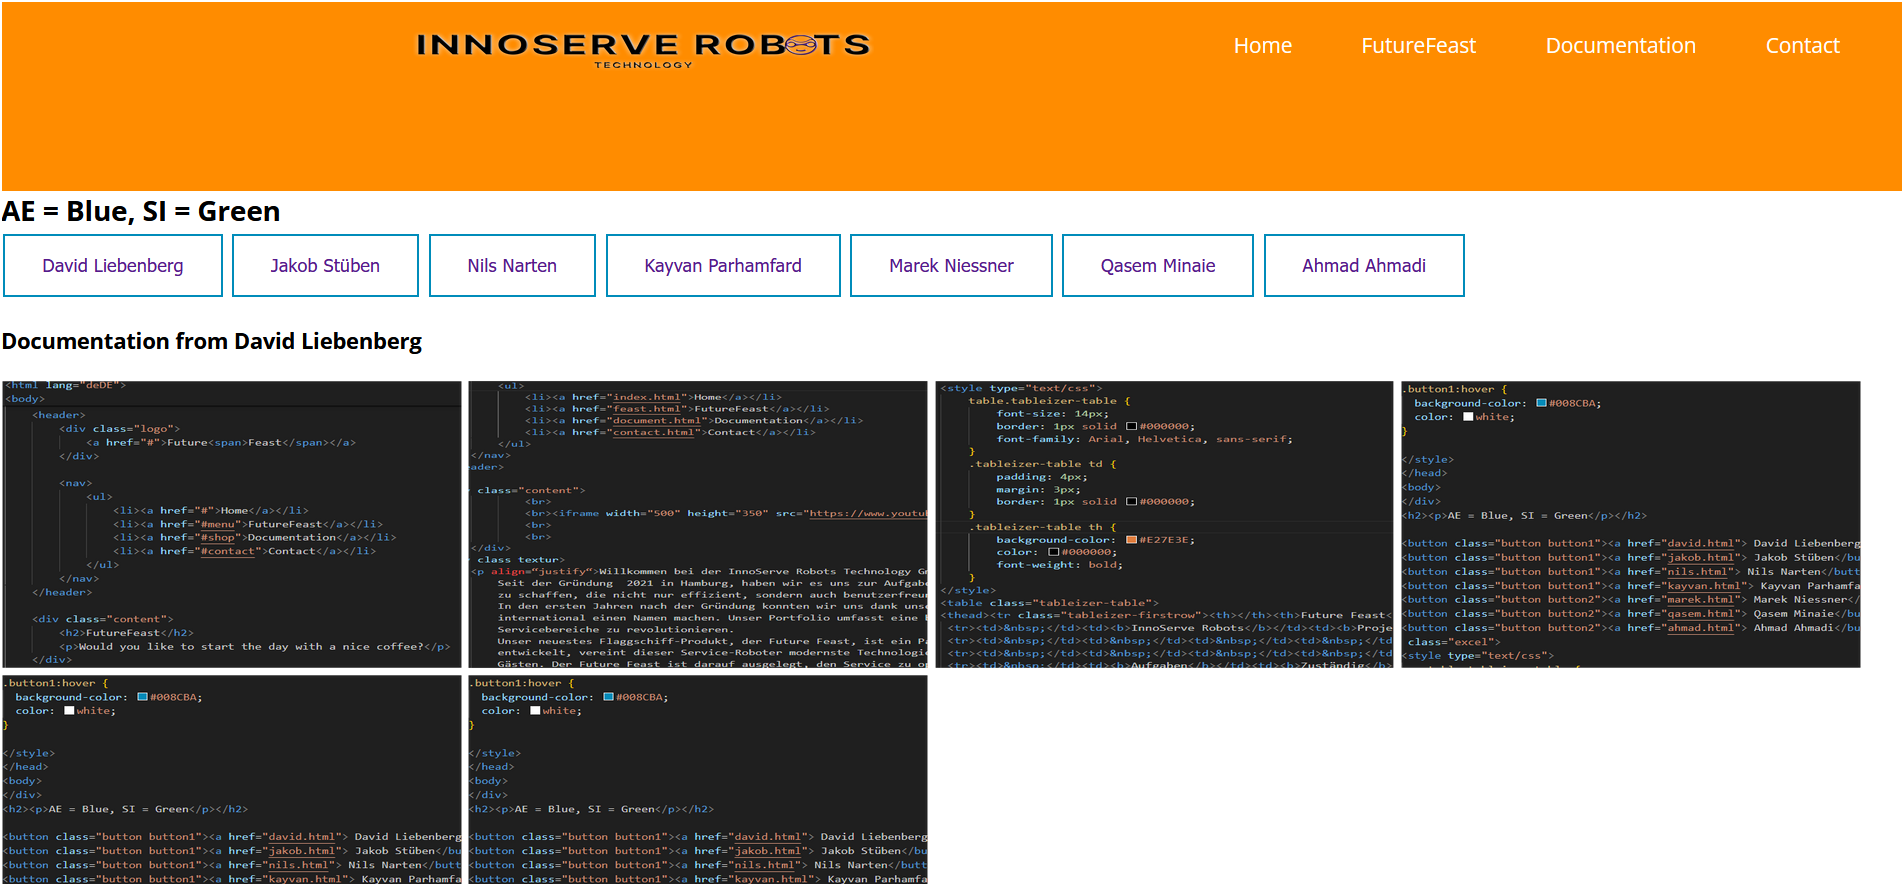 INNOSERVE ROBOTS
TECHNOLOGY
Home FutureFeast Documentation Contact
AE = Blue, SI = Green
David Liebenberg Jakob Stüben Nils Narten Kayvan Parhamfard Marek Niessner Qasem Minaie Ahmad Ahmadi
Documentation from David Liebenberg
<html lang="deDE">
<body>
<header>
<div class="logo">
<a href="#">Future<span>Feast</span></a>
</div>
<nav>
<ul>
<li><a href="#">Home</a></li>
<li><a href="#menu">FutureFeast</a></li>
<li><a href="#shop">Documentation</a></li>
<li><a href="#contact">Contact</a></li>
</ul>
</nav>
</header>
<div class="content">
<h2>FutureFeast</h2>
<p>Would you like to start the day with a nice coffee?</p>
</div>
<ul>
<li><a href="index.html">Home</a></li>
<li><a href="feast.html">FutureFeast</a></li>
<li><a href="document.html">Documentation</a></li>
<li><a href="contact.html">Contact</a></li>
</ul>
</nav>
eader>
class="content">
<br>
<br><iframe width="500" height="350" src="https://www.youtu
<br>
<br>
</div>
class textur>
<p align=“justify“>Willkommen bei der InnoServe Robots Technology G
Seit der Gründung 2021 in Hamburg, haben wir es uns zur Aufgabe
zu schaffen, die nicht nur effizient, sondern auch benutzerfreu
In den ersten Jahren nach der Gründung konnten wir uns dank uns
international einen Namen machen. Unser Portfolio umfasst eine
Servicebereiche zu revolutionieren.
Unser neuestes Flaggschiff-Produkt, der Future Feast, ist ein
entwickelt, vereint dieser Service-Roboter modernste Technologi
Gästen. Der Future Feast ist darauf ausgelegt, den Service zu
<style type="text/css">
table.tableizer-table {
font-size: 14px;
border: 1px solid #000000;
font-family: Arial, Helvetica, sans-serif;
}
.tableizer-table td {
padding: 4px;
margin: 3px;
border: 1px solid #000000;
}
.tableizer-table th {
background-color: #E27E3E;
color: #000000;
font-weight: bold;
}
</style>
<table class="tableizer-table">
<thead><tr class="tableizer-firstrow"><th></th><th>Future Feast<
<tr><td>&nbsp;</td><td><b>InnoServe Robots</b></td><td><b>Proje
<tr><td>&nbsp;</td><td>&nbsp;</td><td>&nbsp;</td><td>&nbsp;</td
<tr><td>&nbsp;</td><td>&nbsp;</td><td>&nbsp;</td><td>&nbsp;</td
<tr><td>&nbsp;</td><td><b>Aufgaben</b></td><td><b>Zuständig</b>
.button1:hover {
background-color: #008CBA;
color: white;
}
</style>
</head>
<body>
</div>
<h2><p>AE = Blue, SI = Green</p></h2>
<button class="button button1"><a href="david.html"> David Liebenberg
<button class="button button1"><a href="jakob.html"> Jakob Stüben</bu
<button class="button button1"><a href="nils.html"> Nils Narten</butt
<button class="button button1"><a href="kayvan.html"> Kayvan Parhamfa
<button class="button button2"><a href="marek.html"> Marek Niessner</
<button class="button button2"><a href="qasem.html"> Qasem Minaie</bu
<button class="button button2"><a href="ahmad.html"> Ahmad Ahmadi</bu
class="excel">
<style type="text/css">
.button1:hover {
background-color: #008CBA;
color: white;
}
</style>
</head>
<body>
</div>
<h2><p>AE = Blue, SI = Green</p></h2>
<button class="button button1"><a href="david.html"> David Liebenberg
<button class="button button1"><a href="jakob.html"> Jakob Stüben</bu
<button class="button button1"><a href="nils.html"> Nils Narten</butt
<button class="button button1"><a href="kayvan.html"> Kayvan Parhamfa
.button1:hover {
background-color: #008CBA;
color: white;
}
</style>
</head>
<body>
</div>
<h2><p>AE = Blue, SI = Green</p></h2>
<button class="button button1"><a href="david.html"> David Liebenberg
<button class="button button1"><a href="jakob.html"> Jakob Stüben</bu
<button class="button button1"><a href="nils.html"> Nils Narten</butt
<button class="button button1"><a href="kayvan.html"> Kayvan Parhamfa